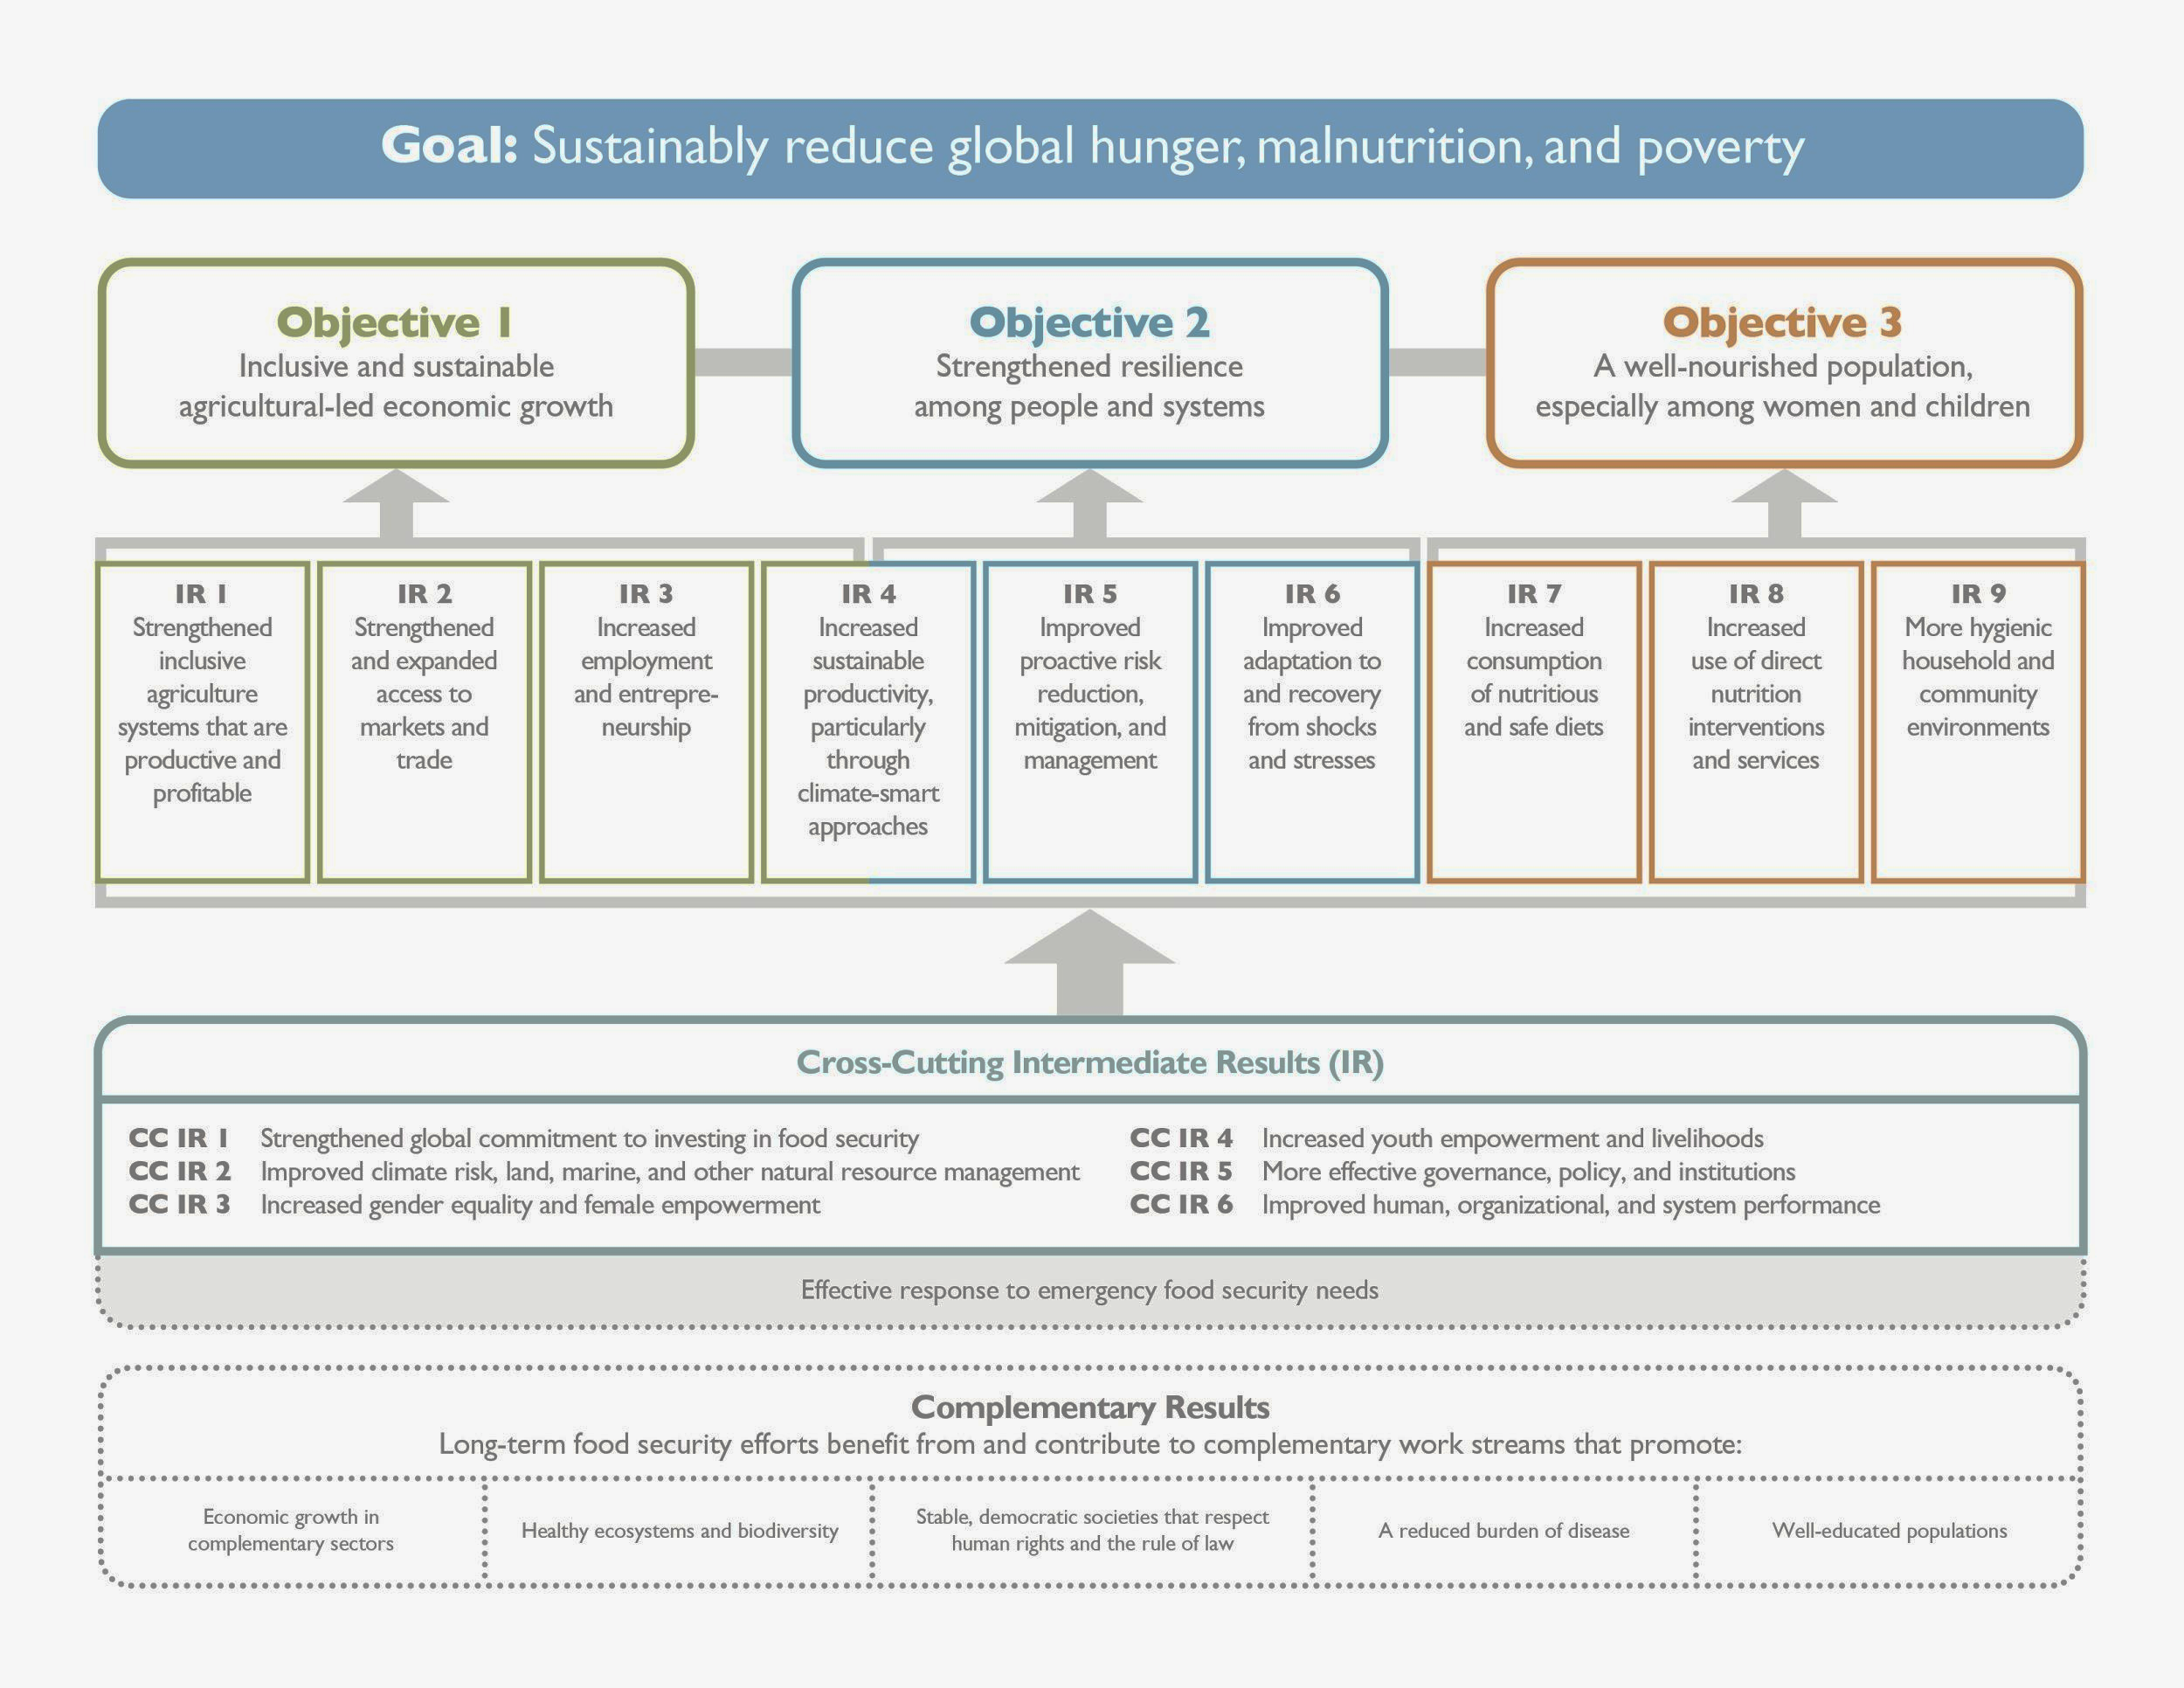 Goal: Sustainably reduce global hunger, malnutrition, and poverty
Objective 1
Inclusive and sustainable
agricultural-led economic growth
Objective 2
Strengthened resilience
among people and systems
Objective 3
A well-nourished population,
especially among women and children
IR 1
Strengthened
inclusive
agriculture
systems that are
productive and
profitable
IR 2
Strengthened
and expanded
access to
markets and
trade
IR 3
Increased
employment
and entrepre-
neurship
IR 4
Increased
sustainable
productivity,
particularly
through
climate-smart
approaches
IR 5
Improved
proactive risk
reduction,
mitigation, and
management
IR 6
Improved
adaptation to
and recovery
from shocks
and stresses
IR 7
Increased
consumption
of nutritious
and safe diets
IR 8
Increased
use of direct
nutrition
interventions
and services
IR 9
More hygienic
household and
community
environments
Cross-Cutting Intermediate Results (IR)
CC IR 1 Strengthened global commitment to investing in food security
CC IR 2 Improved climate risk, land, marine, and other natural resource management
CC IR 3 Increased gender equality and female empowerment
CC IR 4 Increased youth empowerment and livelihoods
CC IR 5 More effective governance, policy, and institutions
CC IR 6 Improved human, organizational, and system performance
Effective response to emergency food security needs
Complementary Results
Long-term food security efforts benefit from and contribute to complementary work streams that promote:
Economic growth in
complementary sectors
Healthy ecosystems and biodiversity
Stable, democratic societies that respect
human rights and the rule of law
A reduced burden of disease
Well-educated populations